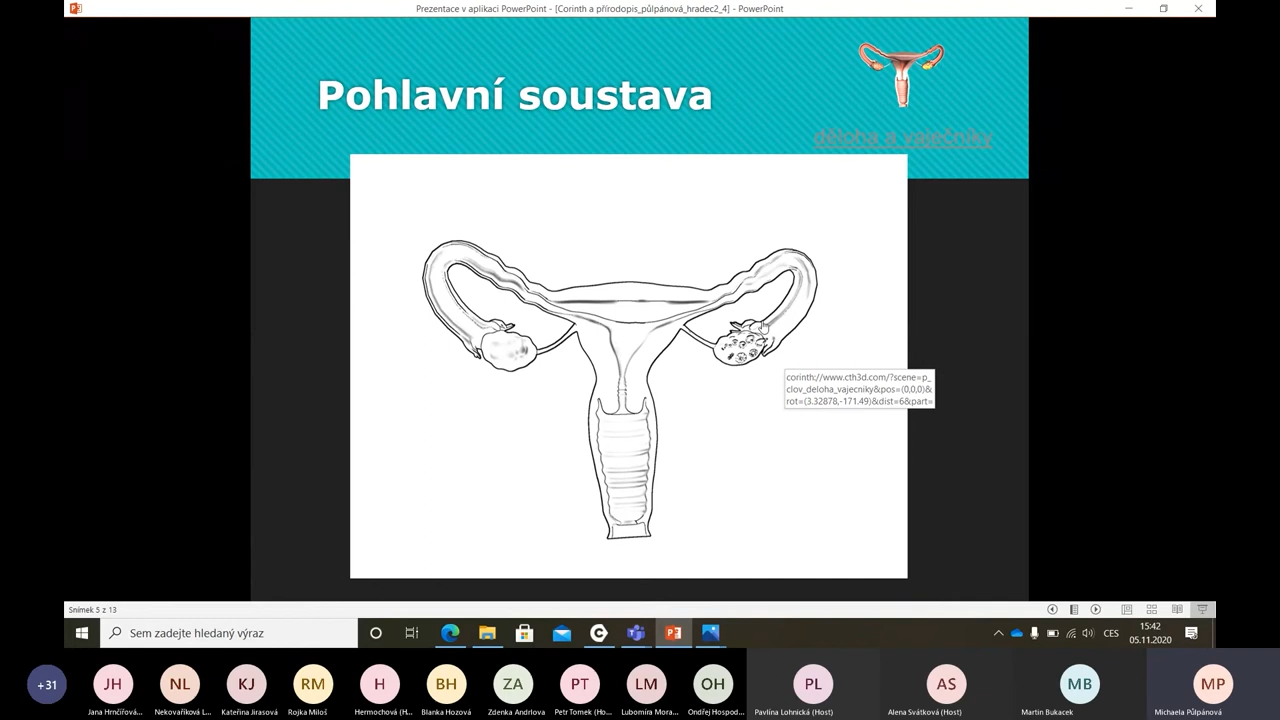 Prezentace v aplikaci PowerPoint - [Corinth a přírodopis_půlpánová_hradec2_4] - PowerPoint
Pohlavní soustava
děloha a vaječníky
corinth://www.cth3d.com/?scene=p_
clov_deloha_vajecniky&pos=(0,0,0)&
rot=(3.32878,-171.49)&dist=6&part=
Snímek 5 z 13
Sem zadejte hledaný výraz
CES
15:42
05.11.2020
+31
JH
NL
KJ
RM
H
BH
ZA
PT
LM
OH
PL
AS
MB
MP
Jana Hrnčířová...
Nekovaříková L...
Kateřina Jirasová
Rojka Miloš
Hermochová (H...
Blanka Hozová
Zdenka Andrlova
Petr Tomek (Ho...
Lubomíra Mora...
Ondřej Hospod...
Pavlína Lohnická (Host)
Alena Svátková (Host)
Martin Bukacek
Michaela Půlpánová